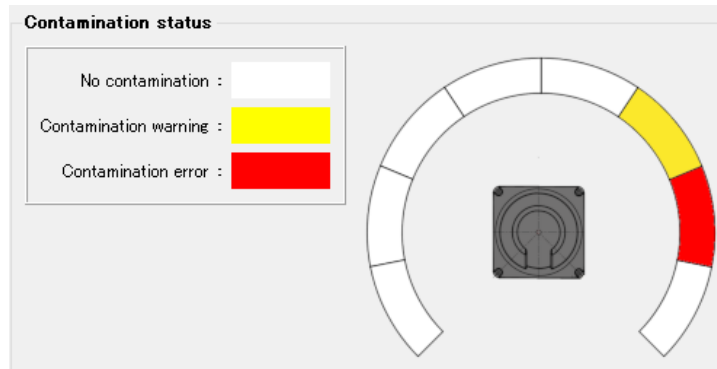 Contamination status
No contamination :
Contamination warning :
Contamination error :